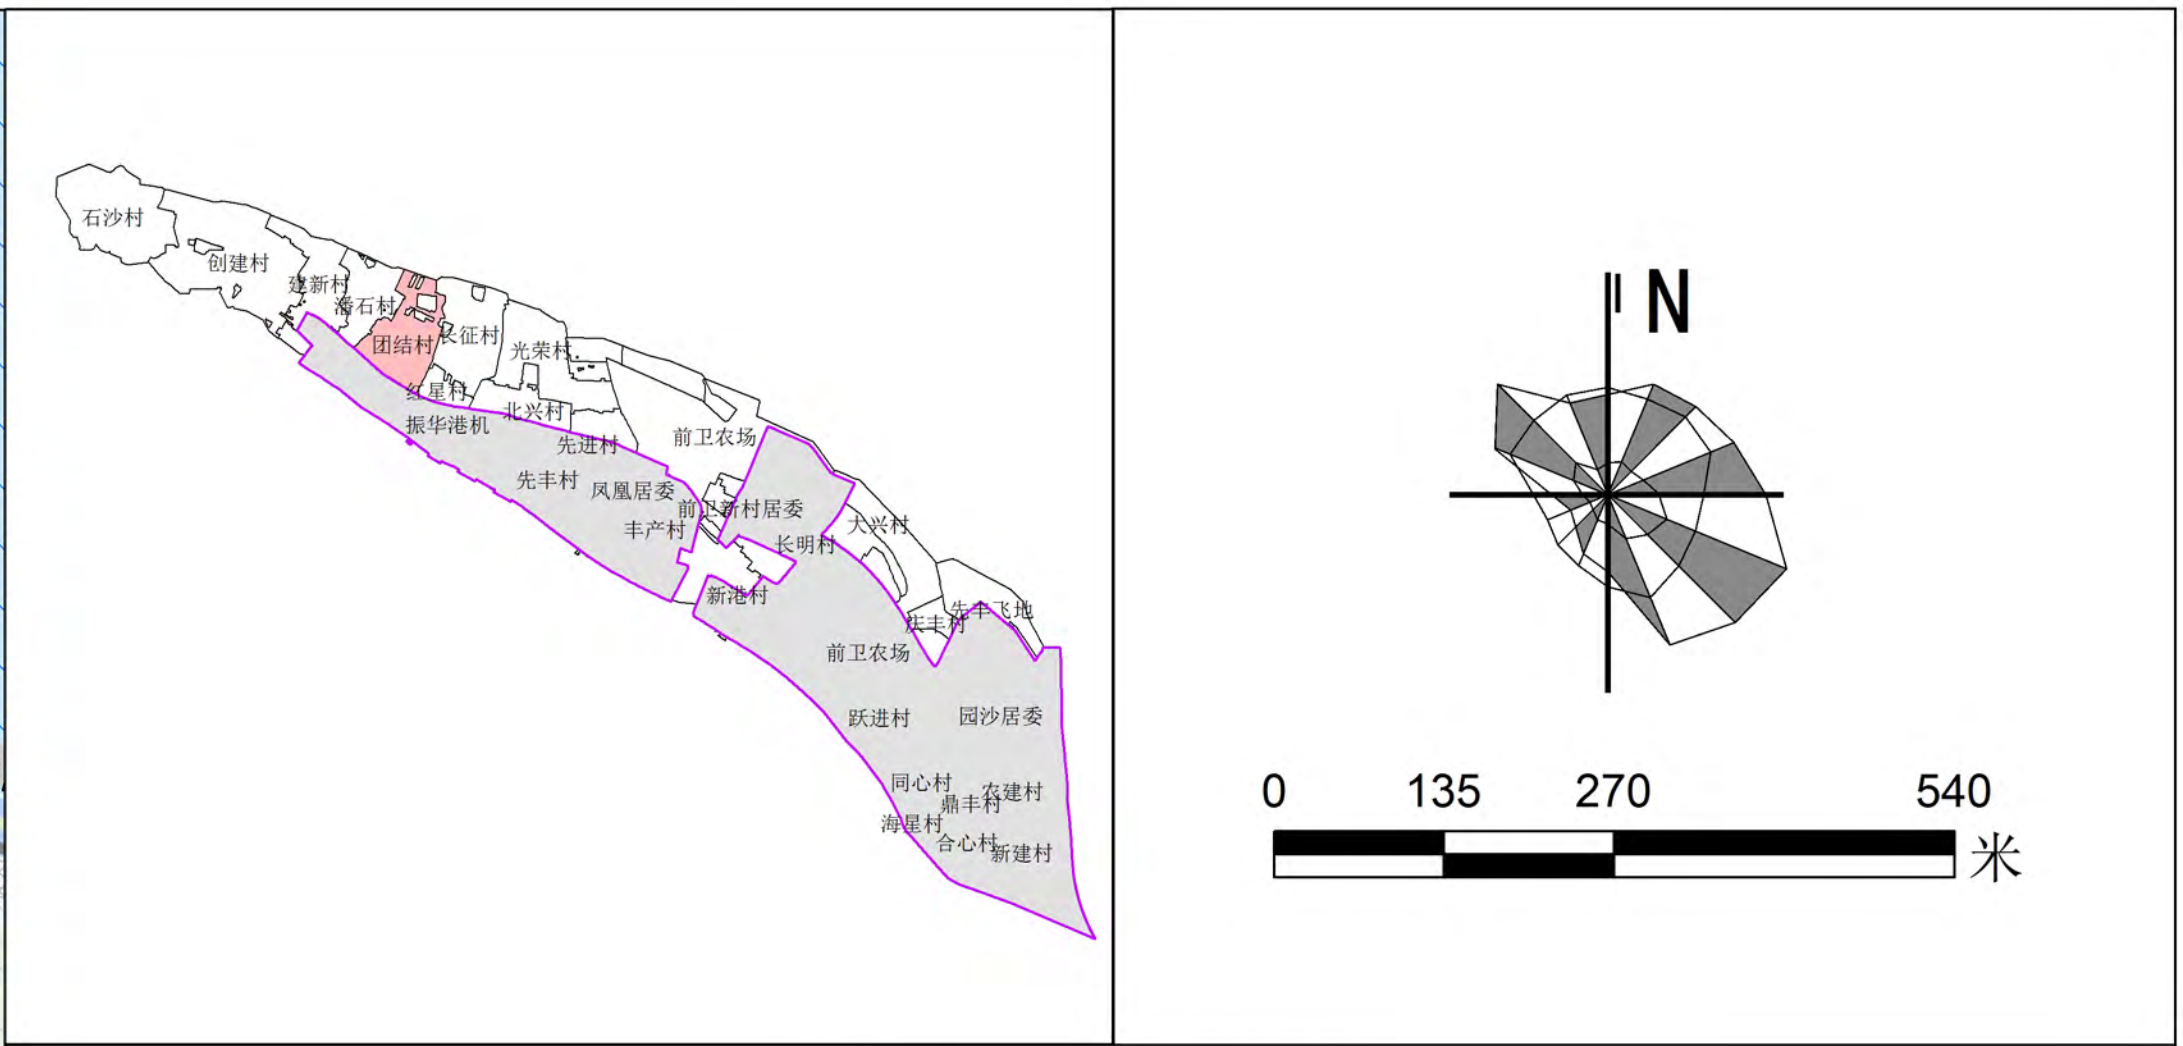 石沙村
创建村
建新村
潘石村
团结村
长征村
光荣村
红星村
北兴村
振华港机
先进村
前卫农场
先丰村
凤凰居委
前卫新村居委
丰产村
长明村
大兴村
新港村
先丰飞地
庆丰村
前卫农场
跃进村
园沙居委
同心村
农建村
鼎丰村
海星村
合心村
新建村
N
0 135 270 540
米